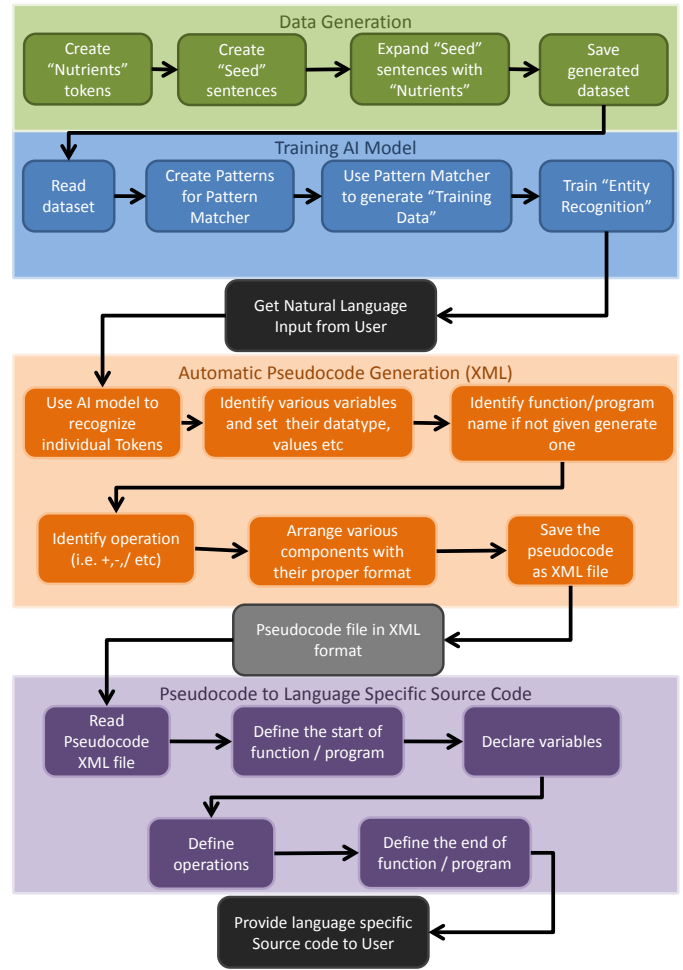 Data Generation
Create
“Nutrients”
tokens
Create
“Seed”
sentences
Expand “Seed”
sentences with
“Nutrients”
Save
generated
dataset
Training AI Model
Read
dataset
Create Patterns
for Pattern
Matcher
Use Pattern Matcher
to generate “Training
Data”
Train “Entity
Recognition”
Get Natural Language
Input from User
Automatic Pseudocode Generation (XML)
Use AI model to
recognize
individual Tokens
Identify various variables
and set their datatype,
values etc
Identify function/program
name if not given generate
one
Identify operation
(i.e. +,-,/ etc)
Arrange various
components with
their proper format
Save the
pseudocode
as XML file
Pseudocode file in XML
format
Pseudocode to Language Specific Source Code
Read
Pseudocode
XML file
Define the start of
function / program
Declare variables
Define
operations
Define the end of
function / program
Provide language specific
Source code to User